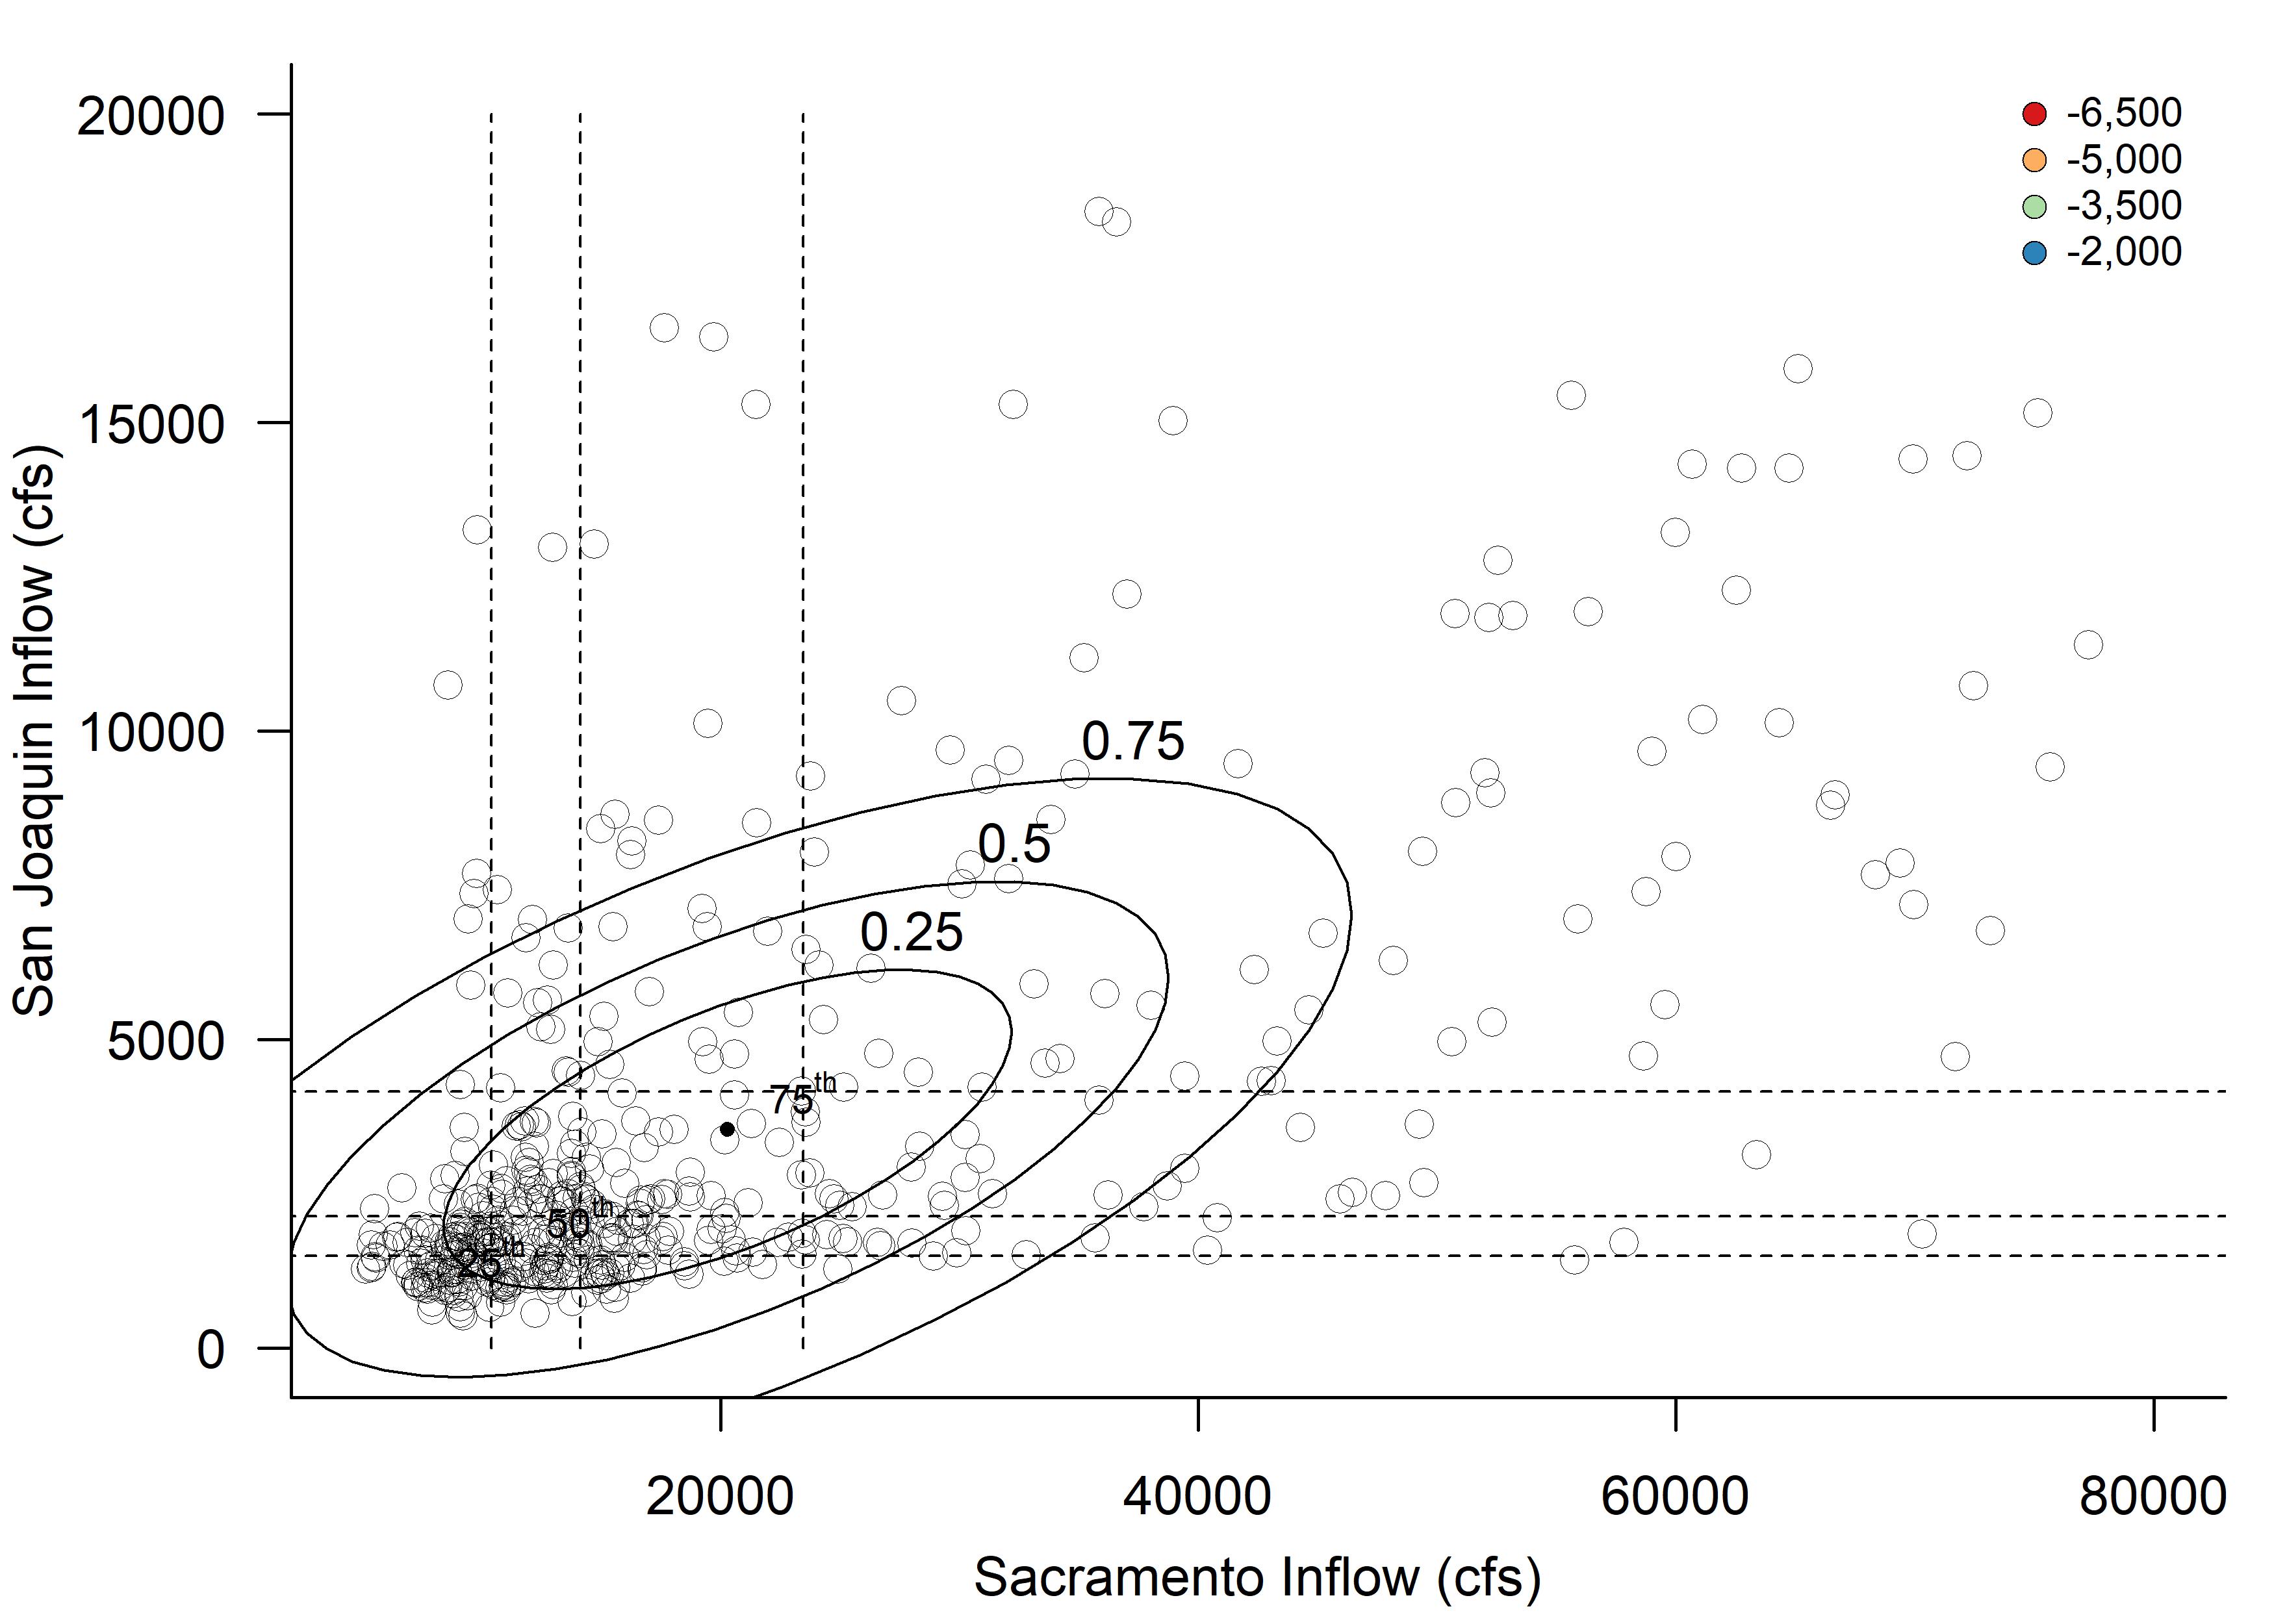 20000
15000
10000
5000
0
San Joaquin Inflow (cfs)
-6,500
-5,000
-3,500
-2,000
0.75
0.5
0.25
75th
50th
25th
20000 40000 60000 80000
Sacramento Inflow (cfs)